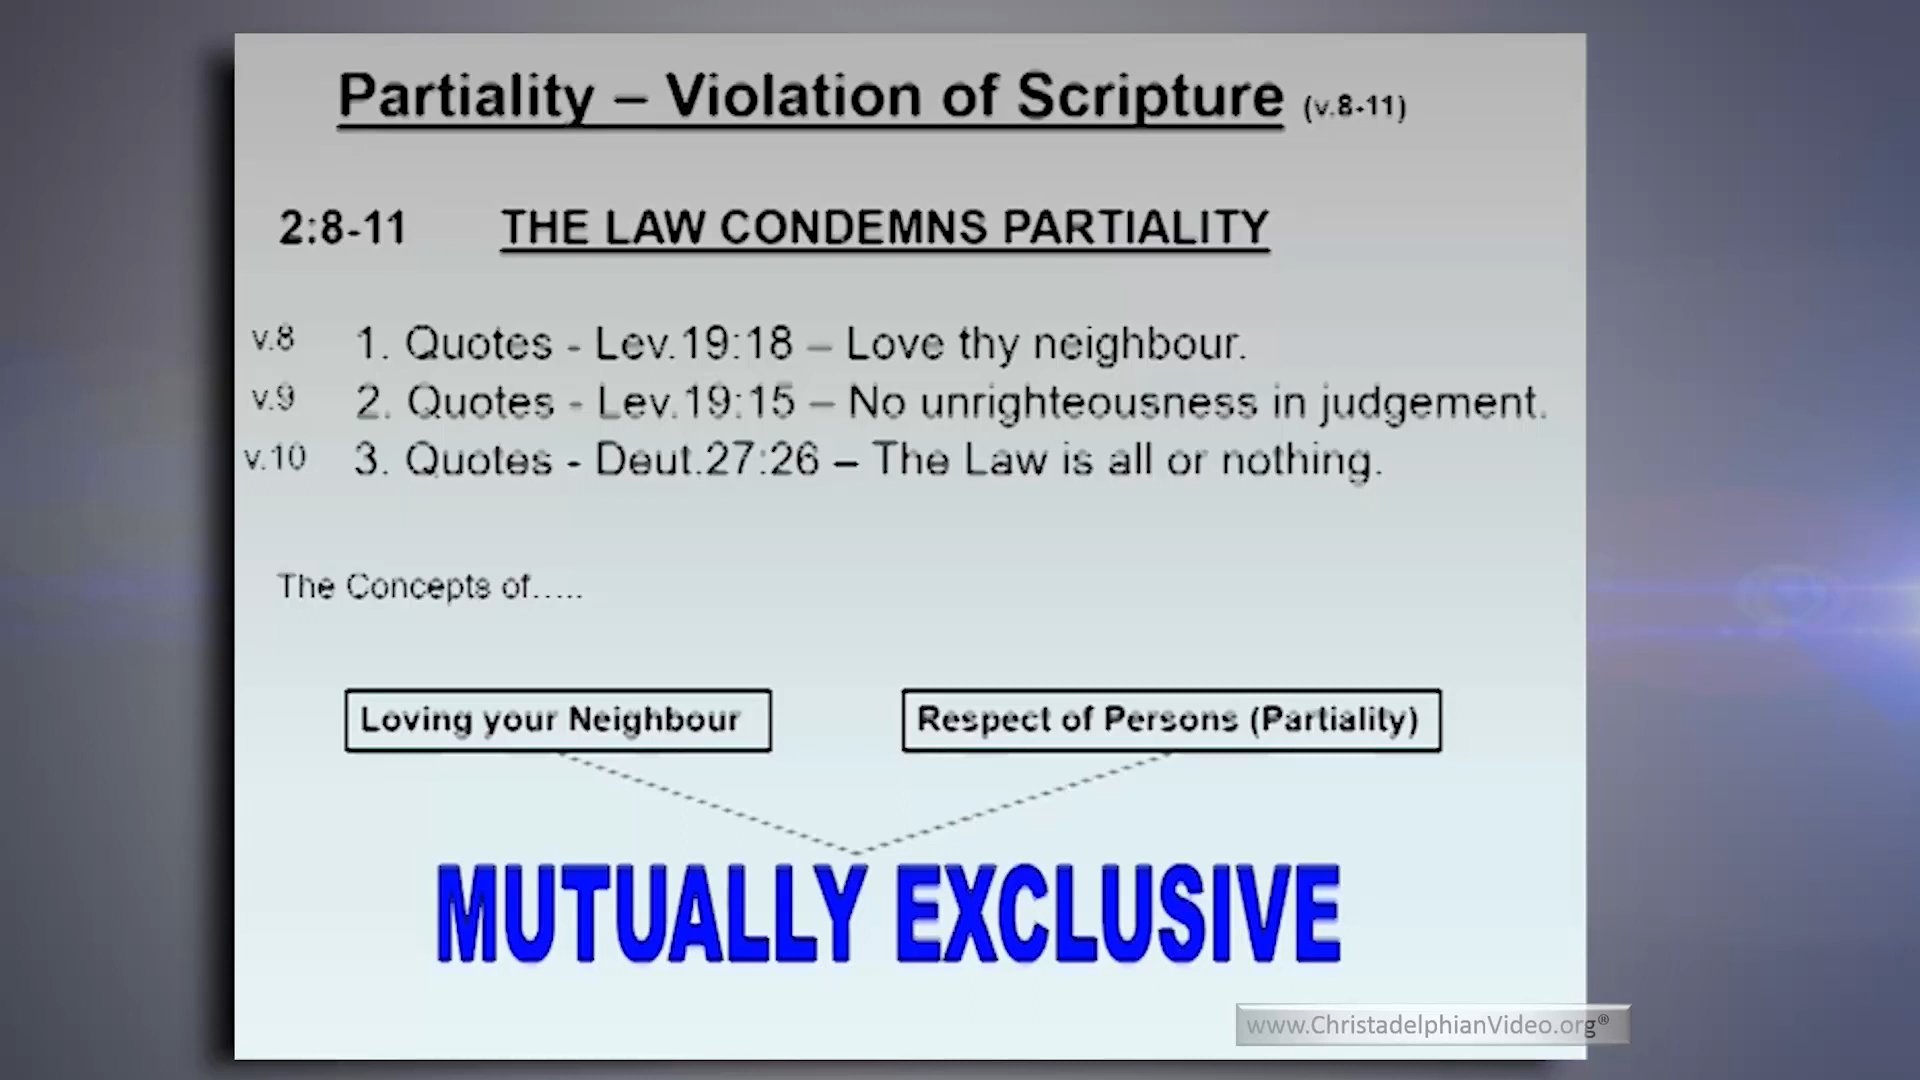 Partiality – Violation of Scripture (v.8-11)
2:8-11 THE LAW CONDEMNS PARTIALITY
v.8 1. Quotes - Lev.19:18 – Love thy neighbour.
v.9 2. Quotes - Lev.19:15 – No unrighteousness in judgement.
v.10 3. Quotes - Deut.27:26 – The Law is all or nothing.
The Concepts of.....
Loving your Neighbour Respect of Persons (Partiality)
MUTUALLY EXCLUSIVE
www.ChristadelphianVideo.org®